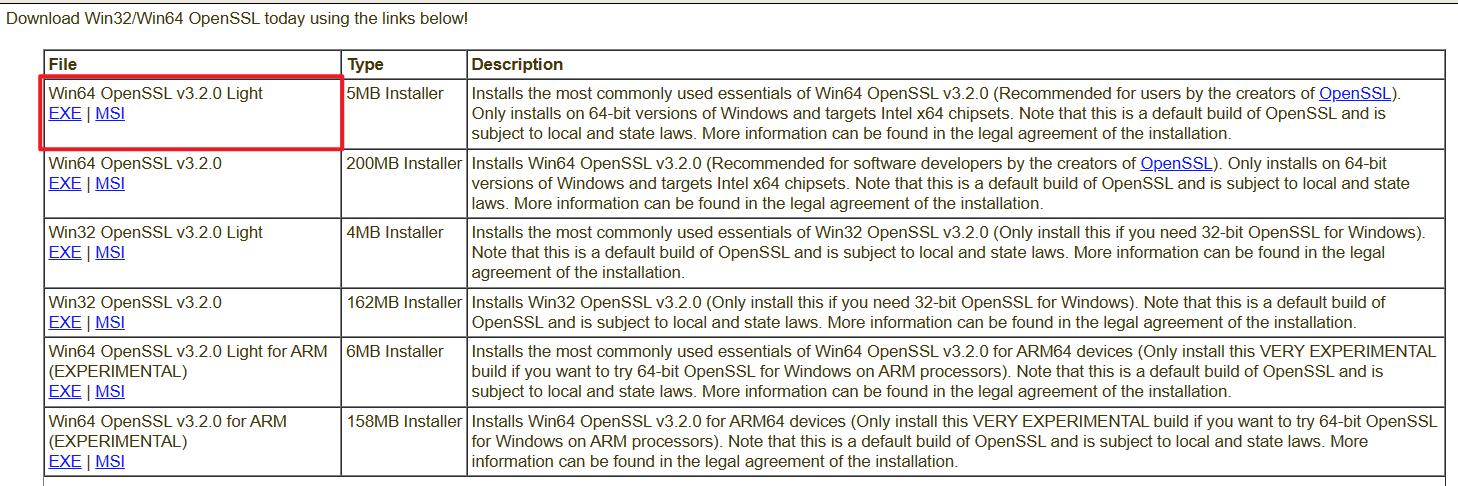 Download Win32/Win64 OpenSSL today using the links below!
File Type Description
Win64 OpenSSL v3.2.0 Light
EXE | MSI
5MB Installer
Installs the most commonly used essentials of Win64 OpenSSL v3.2.0 (Recommended for users by the creators of OpenSSL).
Only installs on 64-bit versions of Windows and targets Intel x64 chipsets. Note that this is a default build of OpenSSL and is
subject to local and state laws. More information can be found in the legal agreement of the installation.
Win64 OpenSSL v3.2.0
EXE | MSI
200MB Installer
Installs Win64 OpenSSL v3.2.0 (Recommended for software developers by the creators of OpenSSL). Only installs on 64-bit
versions of Windows and targets Intel x64 chipsets. Note that this is a default build of OpenSSL and is subject to local and state
laws. More information can be found in the legal agreement of the installation.
Win32 OpenSSL v3.2.0 Light
EXE | MSI
4MB Installer
Installs the most commonly used essentials of Win32 OpenSSL v3.2.0 (Only install this if you need 32-bit OpenSSL for Windows).
Note that this is a default build of OpenSSL and is subject to local and state laws. More information can be found in the legal
agreement of the installation.
Win32 OpenSSL v3.2.0
EXE | MSI
162MB Installer
Installs Win32 OpenSSL v3.2.0 (Only install this if you need 32-bit OpenSSL for Windows). Note that this is a default build of
OpenSSL and is subject to local and state laws. More information can be found in the legal agreement of the installation.
Win64 OpenSSL v3.2.0 Light for ARM
(EXPERIMENTAL)
EXE | MSI
6MB Installer
Installs the most commonly used essentials of Win64 OpenSSL v3.2.0 for ARM64 devices (Only install this VERY EXPERIMENTAL
build if you want to try 64-bit OpenSSL for Windows on ARM processors). Note that this is a default build of OpenSSL and is
subject to local and state laws. More information can be found in the legal agreement of the installation.
Win64 OpenSSL v3.2.0 for ARM
(EXPERIMENTAL)
EXE | MSI
158MB Installer
Installs Win64 OpenSSL v3.2.0 for ARM64 devices (Only install this VERY EXPERIMENTAL build if you want to try 64-bit OpenSSL
for Windows on ARM processors). Note that this is a default build of OpenSSL and is subject to local and state laws. More
information can be found in the legal agreement of the installation.